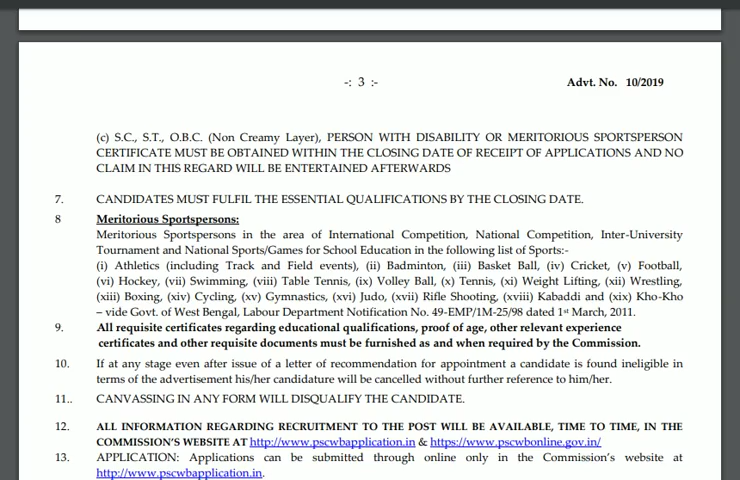 -: 3 :-
Advt. No. 10/2019
(c) S.C., S.T., O.B.C. (Non Creamy Layer), PERSON WITH DISABILITY OR MERITORIOUS SPORTSPERSON
CERTIFICATE MUST BE OBTAINED WITHIN THE CLOSING DATE OF RECEIPT OF APPLICATIONS AND NO
CLAIM IN THIS REGARD WILL BE ENTERTAINED AFTERWARDS
7. CANDIDATES MUST FULFIL THE ESSENTIAL QUALIFICATIONS BY THE CLOSING DATE.
8 Meritorious Sportspersons:
Meritorious Sportspersons in the area of International Competition, National Competition, Inter-University
Tournament and National Sports/Games for School Education in the following list of Sports:-
(i) Athletics (including Track and Field events), (ii) Badminton, (iii) Basket Ball, (iv) Cricket, (v) Football,
(vi) Hockey, (vii) Swimming, (viii) Table Tennis, (ix) Volley Ball, (x) Tennis, (xi) Weight Lifting, (xii) Wrestling,
(xiii) Boxing, (xiv) Cycling, (xv) Gymnastics, (xvi) Judo, (xvii) Rifle Shooting, (xviii) Kabaddi and (xix) Kho-Kho
– vide Govt. of West Bengal, Labour Department Notification No. 49-EMP/1M-25/98 dated 1st March, 2011.
9. All requisite certificates regarding educational qualifications, proof of age, other relevant experience
certificates and other requisite documents must be furnished as and when required by the Commission.
10. If at any stage even after issue of a letter of recommendation for appointment a candidate is found ineligible in
terms of the advertisement his/her candidature will be cancelled without further reference to him/her.
11.. CANVASSING IN ANY FORM WILL DISQUALIFY THE CANDIDATE.
12. ALL INFORMATION REGARDING RECRUITMENT TO THE POST WILL BE AVAILABLE, TIME TO TIME, IN THE
COMMISSION'S WEBSITE AT http://www.pscwbapplication.in & https://www.pscwbonline.gov.in/
13. APPLICATION: Applications can be submitted through online only in the Commission's website at
http://www.pscwbapplication.in.